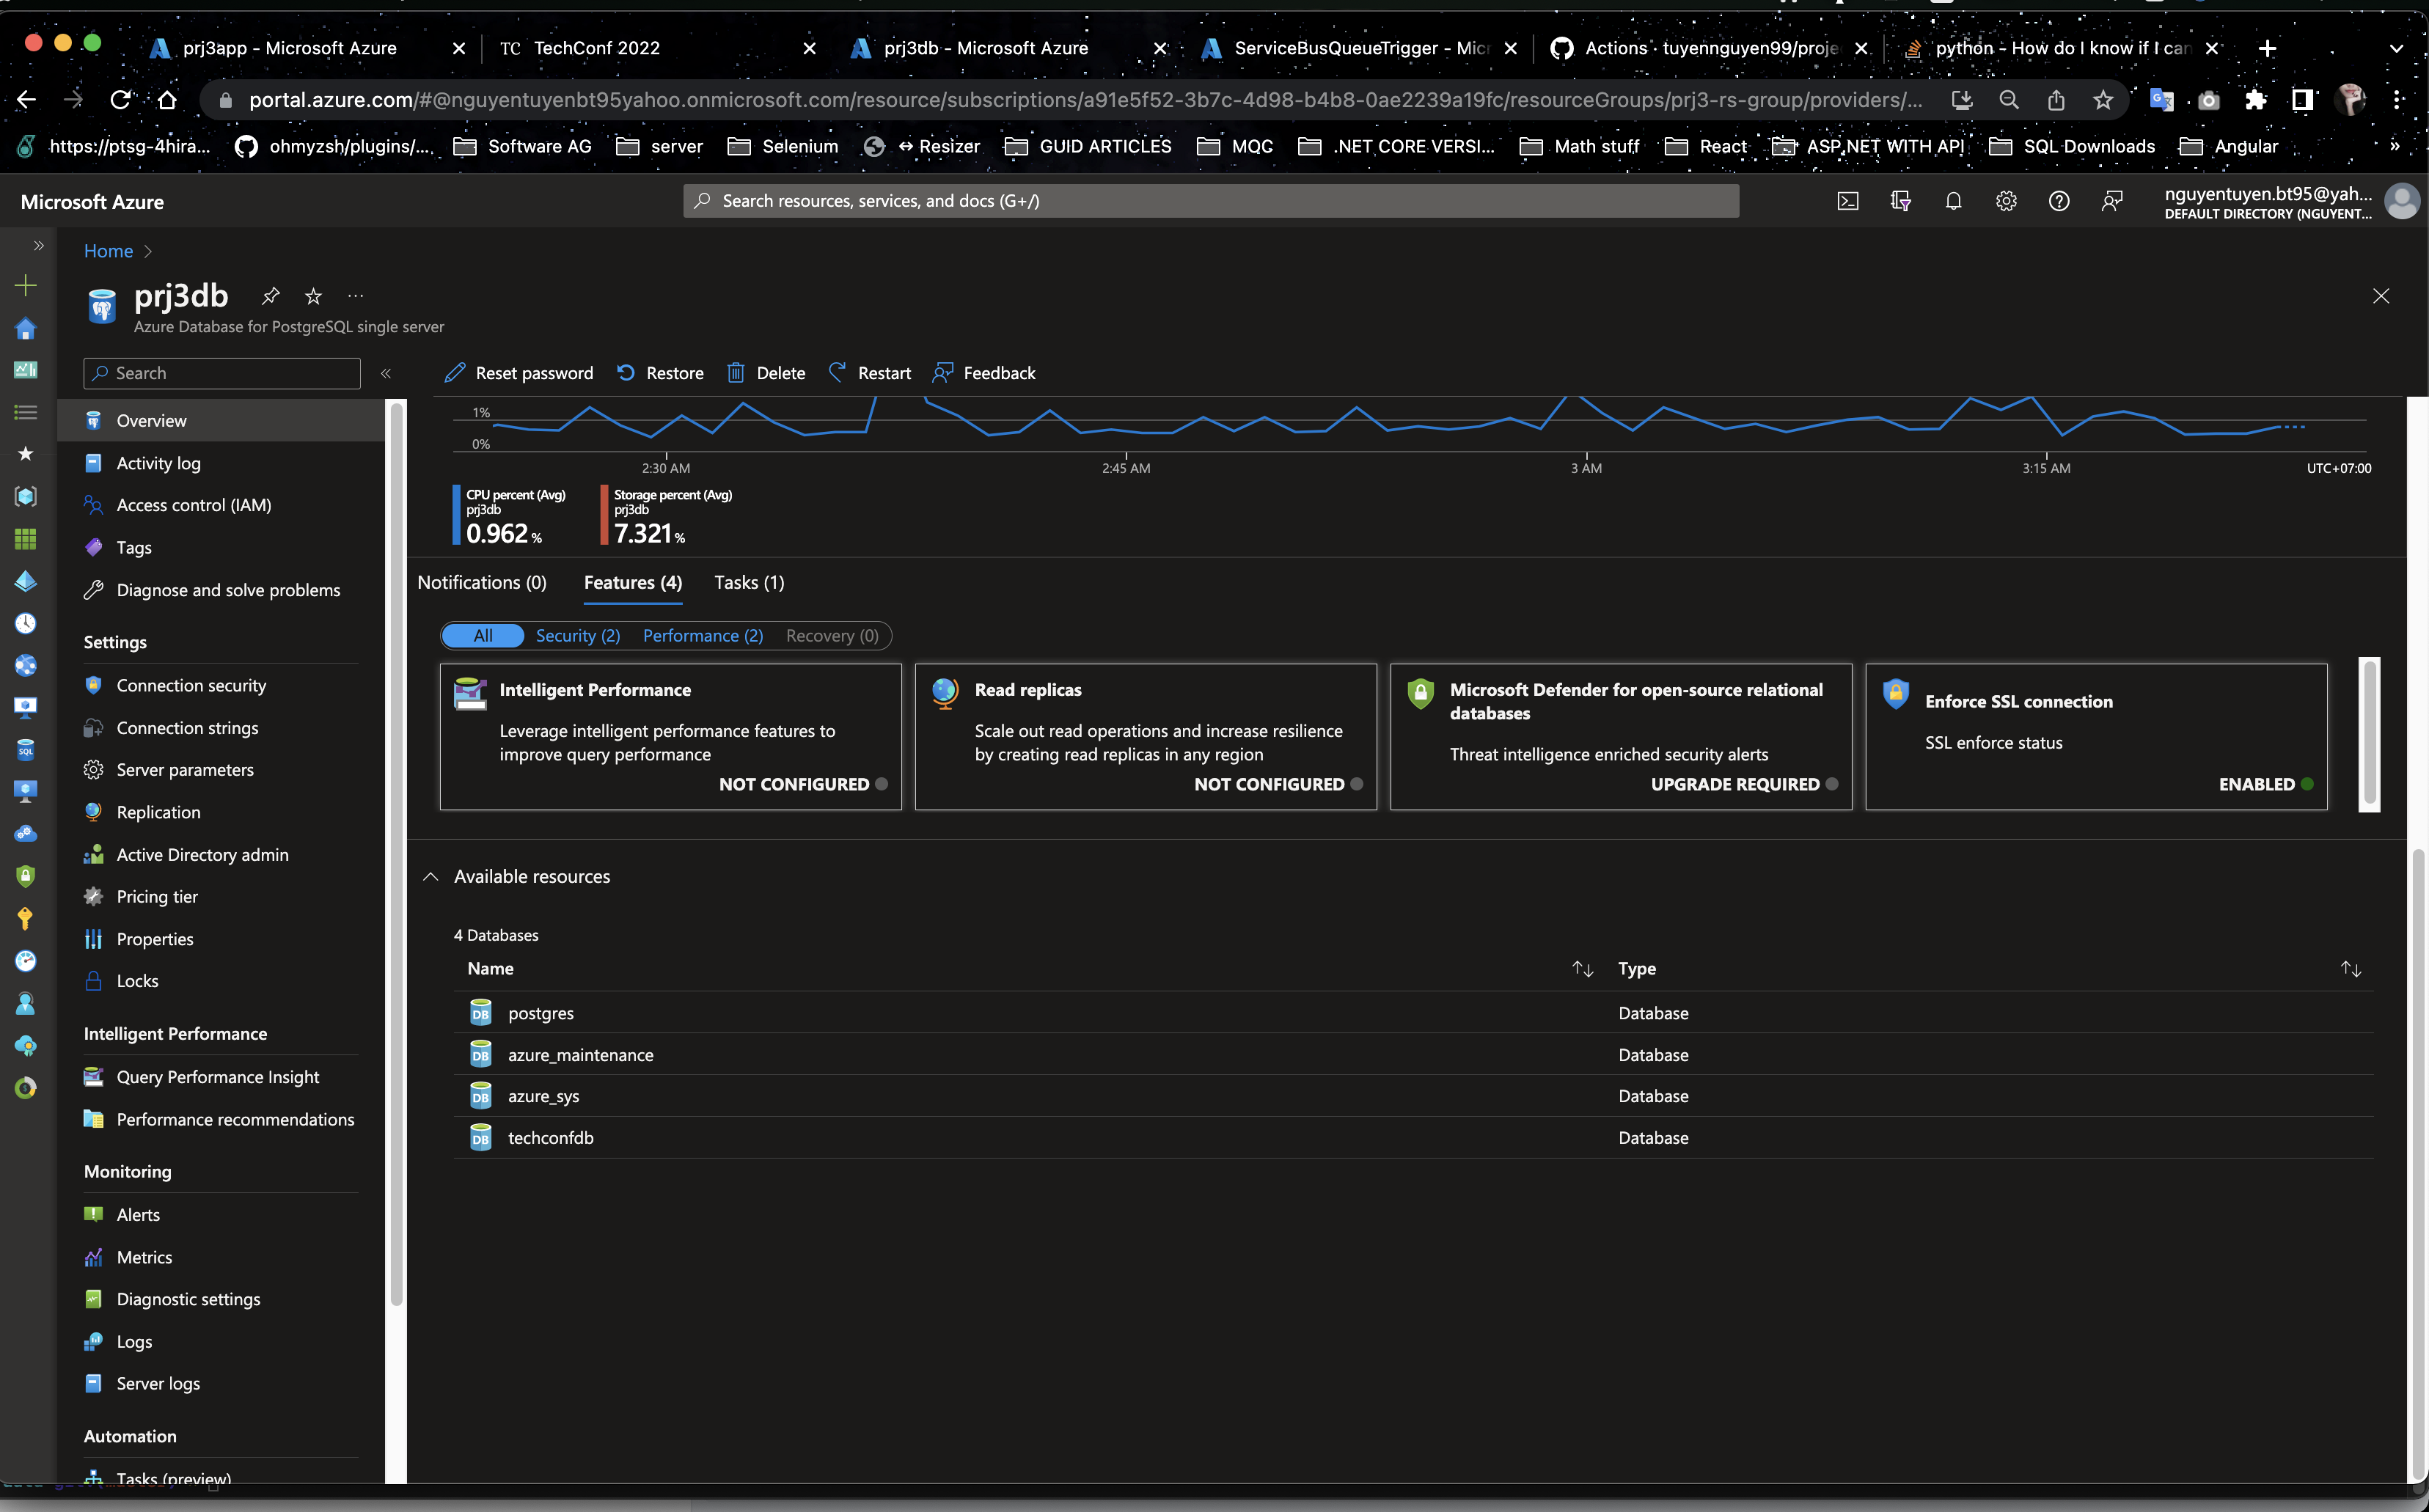 prj3app - Microsoft Azure
TC TechConf 2022
prj3db - Microsoft Azure
ServiceBusQueueTrigger - Micr
Actions · tuyennguyen99/proje
python - How do I know if I can
portal.azure.com/#@nguyentuyenbt95yahoo.onmicrosoft.com/resource/subscriptions/a91e5f52-3b7c-4d98-b4b8-0ae2239a19fc/resourceGroups/prj3-rs-group/providers/...
https://ptsg-4hira...
ohmyzsh/plugins/...
Software AG
server
Selenium
↔ Resizer
GUID ARTICLES
MQC
.NET CORE VERSI...
Math stuff
React
ASP.NET WITH API
SQL Downloads
Angular
»
Microsoft Azure
Search resources, services, and docs (G+/)
nguyentuyen.bt95@yah...
DEFAULT DIRECTORY (NGUYENT...
Home
prj3db
Azure Database for PostgreSQL single server
Search
Reset password
Restore
Delete
Restart
Feedback
Overview
Activity log
Access control (IAM)
Tags
Diagnose and solve problems
Settings
Connection security
Connection strings
Server parameters
Replication
Active Directory admin
Pricing tier
Properties
Locks
Intelligent Performance
Query Performance Insight
Performance recommendations
Monitoring
Alerts
Metrics
Diagnostic settings
Logs
Server logs
Automation
Tasks (preview)
1%
0%
2:30 AM
2:45 AM
3 AM
3:15 AM
UTC+07:00
CPU percent (Avg)
prj3db
0.962 %
Storage percent (Avg)
prj3db
7.321 %
Notifications (0)
Features (4)
Tasks (1)
All
Security (2)
Performance (2)
Recovery (0)
Intelligent Performance
Leverage intelligent performance features to
improve query performance
NOT CONFIGURED
Read replicas
Scale out read operations and increase resilience
by creating read replicas in any region
NOT CONFIGURED
Microsoft Defender for open-source relational
databases
Threat intelligence enriched security alerts
UPGRADE REQUIRED
Enforce SSL connection
SSL enforce status
ENABLED
Available resources
4 Databases
Name
Type
DB postgres
Database
DB azure_maintenance
Database
DB azure_sys
Database
DB techconfdb
Database